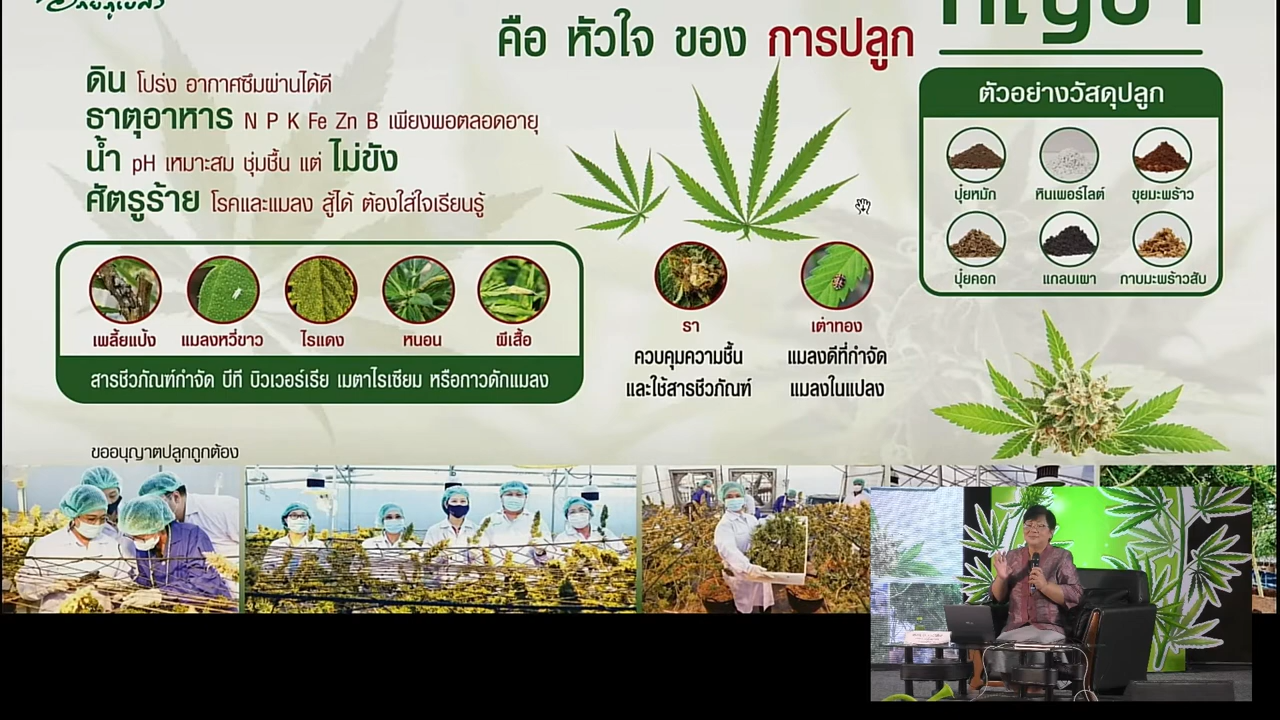 คือ หัวใจ ของ การปลูก
ดิน โปร่ง อากาศซึมผ่านได้ดี
ธาตุอาหาร N P K Fe Zn B เพียงพอตลอดอายุ
น้ำ pH เหมาะสม ชุ่มชื้น แต่ ไม่ขัง
ศัตรูร้าย โรคและแมลง สู้ได้ ต้องใส่ใจเรียนรู้
เพลี้ยแป้ง แมลงหวี่ขาว ไรแดง หนอน ผีเสื้อ
สารชีวภัณฑ์กำจัด บีที บิวเวอร์เรีย เมตาไรเซียม หรือกาวดักแมลง
รา
ควบคุมความชื้น
และใช้สารชีวภัณฑ์
เต่าทอง
แมลงดีที่กำจัด
แมลงในแปลง
ตัวอย่างวัสดุปลูก
ปุ๋ยหมัก หินเพอร์ไลต์ ขุยมะพร้าว
ปุ๋ยคอก แกลบเผา กาบมะพร้าวสับ
ขออนุญาตปลูกถูกต้อง